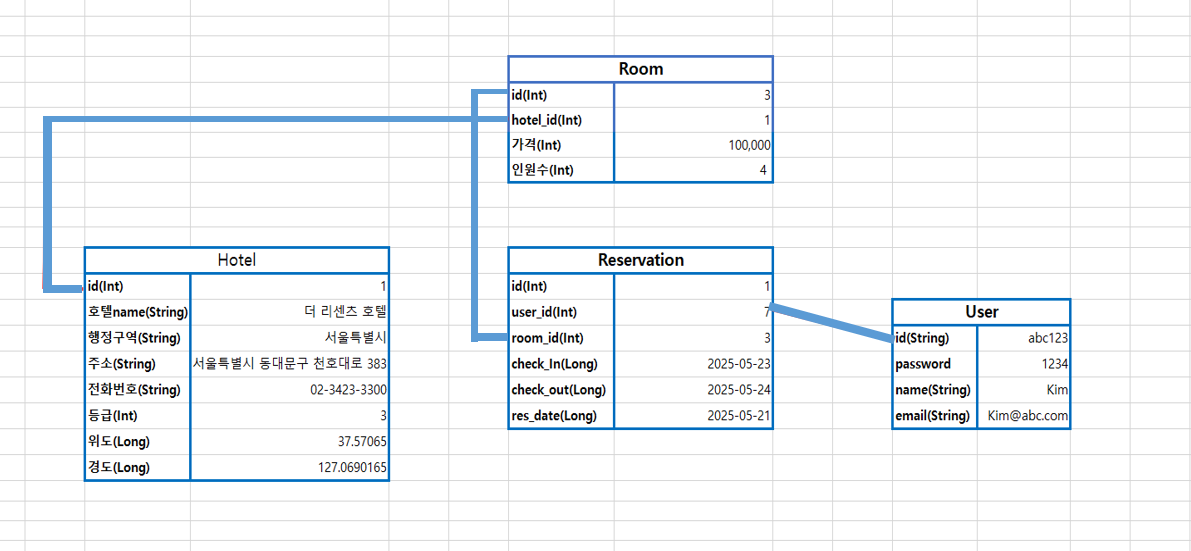 Room
id(Int) 3
hotel_id(Int) 1
가격(Int) 100,000
인원수(Int) 4
Hotel
id(Int) 1
호텔name(String) 더 리센츠 호텔
행정구역(String) 서울특별시
주소(String) 서울특별시 동대문구 천호대로 383
전화번호(String) 02-3423-3300
등급(Int) 3
위도(Long) 37.57065
경도(Long) 127.0690165
Reservation
id(Int) 1
user_id(Int) 7
room_id(Int) 3
check_In(Long) 2025-05-23
check_out(Long) 2025-05-24
res_date(Long) 2025-05-21
User
id(String) abc123
password 1234
name(String) Kim
email(String) Kim@abc.com